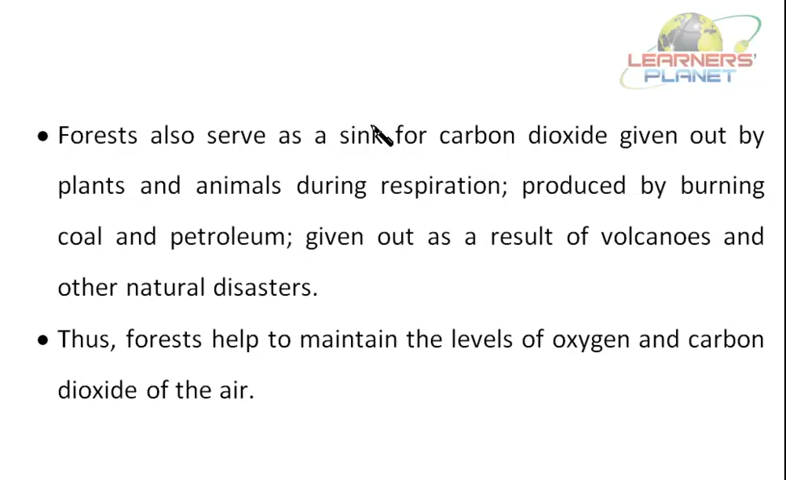 LEARNERS'
PLANET
• Forests also serve as a sink for carbon dioxide given out by
plants and animals during respiration; produced by burning
coal and petroleum; given out as a result of volcanoes and
other natural disasters.
• Thus, forests help to maintain the levels of oxygen and carbon
dioxide of the air.